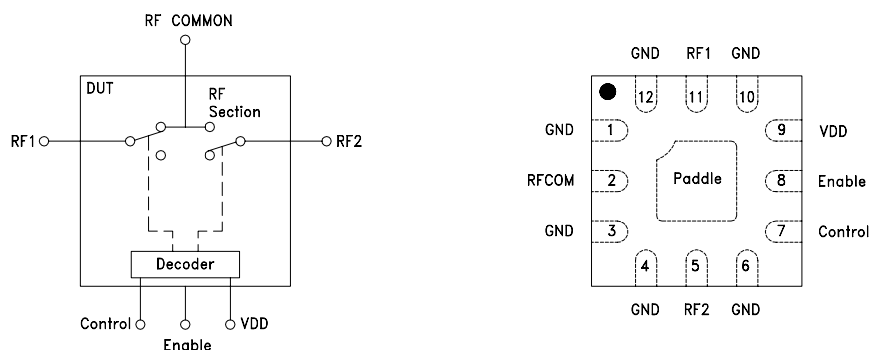 RF COMMON
DUT
RF
Section
RF1
RF2
Decoder
Control
VDD
Enable
GND RF1 GND
12 11 10
GND 1 9 VDD
RFCOM 2 Paddle 8 Enable
GND 3 7 Control
4 5 6
GND RF2 GND